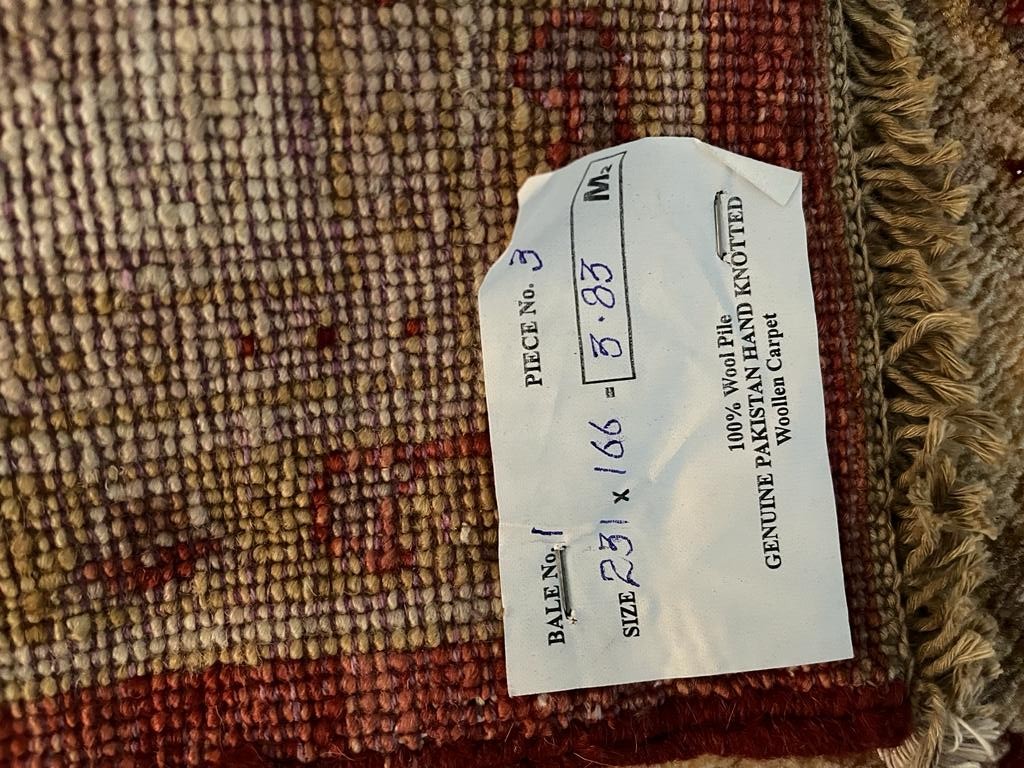 BALE No. 1 PIECE No. 3
SIZE 231 x 166 = 3.83 M2
100% Wool Pile
GENUINE PAKISTAN HAND KNOTTED
Woollen Carpet